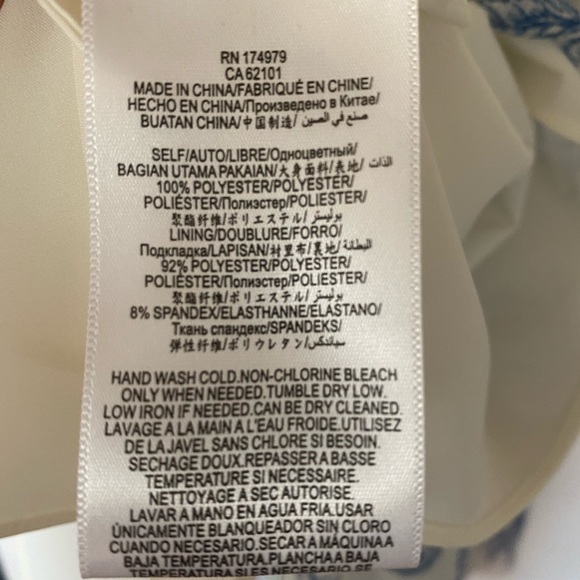 RN 174979
CA 62101
MADE IN CHINA/FABRIQUÉ EN CHINE/
HECHO EN CHINA/Произведено в Китае/
BUATAN CHINA/中国制造/ صنع في الصين/
SELF/AUTO/LIBRE/Одноцветный/
BAGIAN UTAMA PAKAIAN/大身面料/表地/ الذات
100% POLYESTER/POLYESTER/
POLIÉSTER/Полиэстер/POLIESTER/
聚酯纤维/ポリエステル/ بوليستر/
LINING/DOUBLURE/FORRO/
Подкладка/LAPISAN/衬里布/裏地/ البطانة/
92% POLYESTER/POLYESTER/
POLIÉSTER/Полиэстер/POLIESTER/
聚酯纤维/ポリエステル/ بوليستر/
8% SPANDEX/ELASTHANNE/ELASTANO/
Ткань спандекс/SPANDEKS/
弹性纤维/ポリウレタン/ سباندكس/
HAND WASH COLD.NON-CHLORINE BLEACH
ONLY WHEN NEEDED.TUMBLE DRY LOW.
LOW IRON IF NEEDED.CAN BE DRY CLEANED.
LAVAGE A LA MAIN A L'EAU FROIDE.UTILISEZ
DE LA JAVEL SANS CHLORE SI BESOIN.
SECHAGE DOUX.REPASSER A BASSE
TEMPERATURE SI NECESSAIRE.
NETTOYAGE A SEC AUTORISE.
LAVAR A MANO EN AGUA FRIA.USAR
ÚNICAMENTE BLANQUEADOR SIN CLORO
CUANDO NECESARIO.SECAR A MÁQUINA A
BAJA TEMPERATURA.PLANCHA A BAJA
TEMPERATURA SI ES NECESARIO.SE